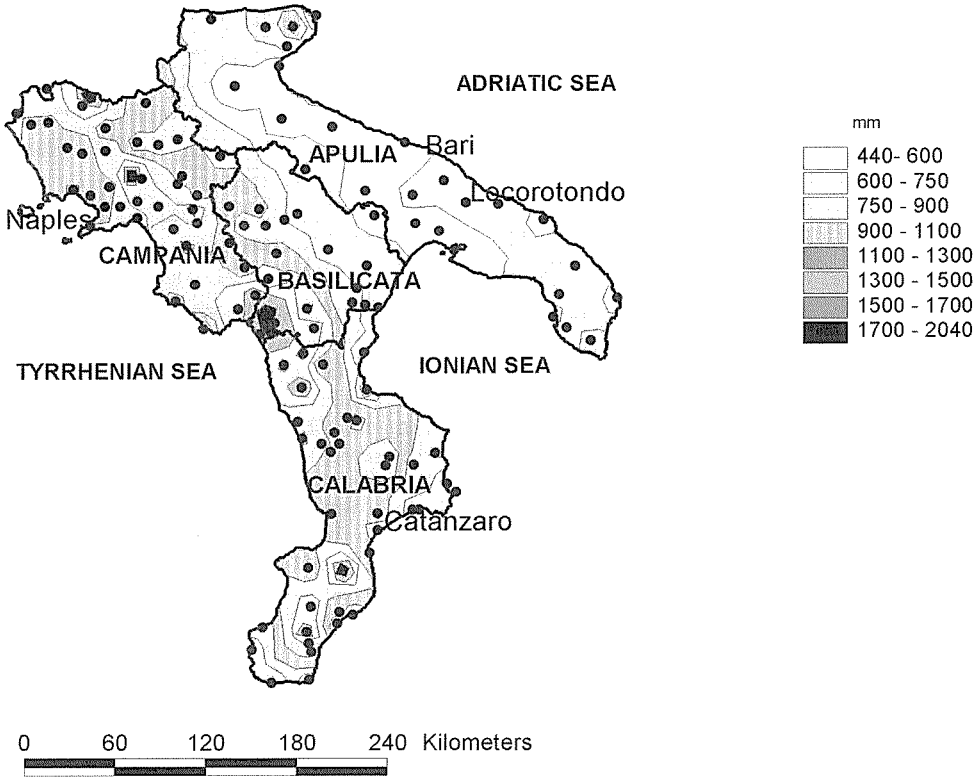 ADRIATIC SEA
mm
APULIA
Bari
440- 600
600 - 750
Locorotondo
750 - 900
Naples
900 - 1100
CAMPANIA
1100 - 1300
BASILICATA
1300 - 1500
1500 - 1700
1700 - 2040
TYRRHENIAN SEA
IONIAN SEA
CALABRIA
Catanzaro
0 60 120 180 240 Kilometers